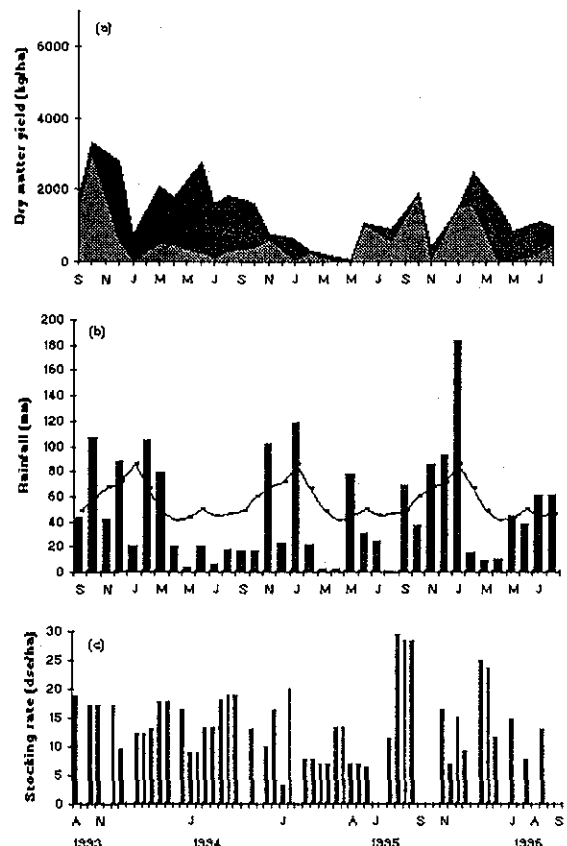 (a)
Dry matter yield (kg/ha)
6000
4000
2000
0
S N J M M J S N J M M J S N J M M J
(b)
Rainfall (mm)
200
180
160
140
120
100
80
60
40
20
0
S N J M M J S N J M M J S N J M M J
(c)
Stocking rate (dse/ha)
30
25
20
15
10
5
0
A N J J A J S N J A S
1993 1994 1995 1996